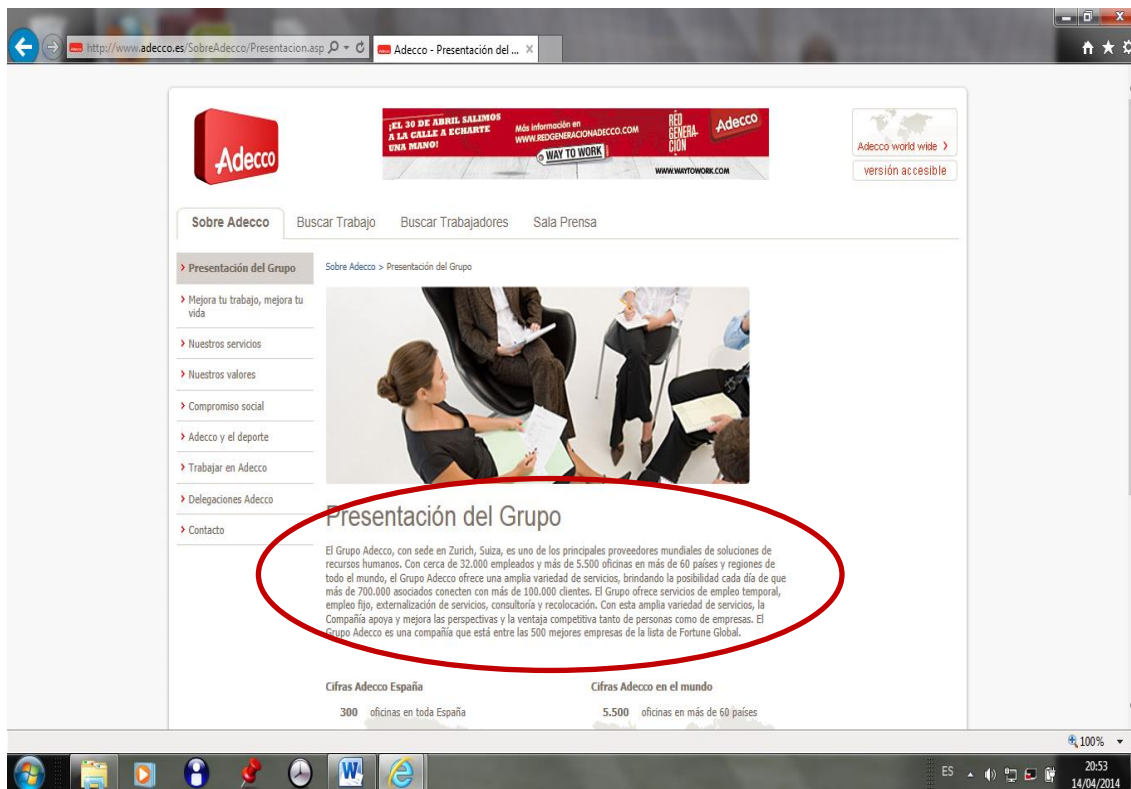 http://www.adecco.es/SobreAdecco/Presentacion.asp
Adecco - Presentación del ...
Adecco
¡EL 30 DE ABRIL SALIMOS
A LA CALLE A ECHARTE
UNA MANO!
Más información en
WWW.REDGENERACIONADECCO.COM
WAY TO WORK
RED
GENERA-
CIÓN
Adecco
WWW.WAYTOWORK.COM
Adecco world wide
versión accesible
Sobre Adecco
Buscar Trabajo
Buscar Trabajadores
Sala Prensa
Presentación del Grupo
Mejora tu trabajo, mejora tu
vida
Nuestros servicios
Nuestros valores
Compromiso social
Adecco y el deporte
Trabajar en Adecco
Delegaciones Adecco
Contacto
Sobre Adecco > Presentación del Grupo
Presentación del Grupo
El Grupo Adecco, con sede en Zurich, Suiza, es uno de los principales proveedores mundiales de soluciones de
recursos humanos. Con cerca de 32.000 empleados y más de 5.500 oficinas en más de 60 países y regiones de
todo el mundo, el Grupo Adecco ofrece una amplia variedad de servicios, brindando la posibilidad cada día de que
más de 700.000 asociados conecten con más de 100.000 clientes. El Grupo ofrece servicios de empleo temporal,
empleo fijo, externalización de servicios, consultoría y recolocación. Con esta amplia variedad de servicios, la
Compañía apoya y mejora las perspectivas y la ventaja competitiva tanto de personas como de empresas. El
Grupo Adecco es una compañía que está entre las 500 mejores empresas de la lista de Fortune Global.
Cifras Adecco España
300 oficinas en toda España
Cifras Adecco en el mundo
5.500 oficinas en más de 60 países
100%
ES
20:53
14/04/2014